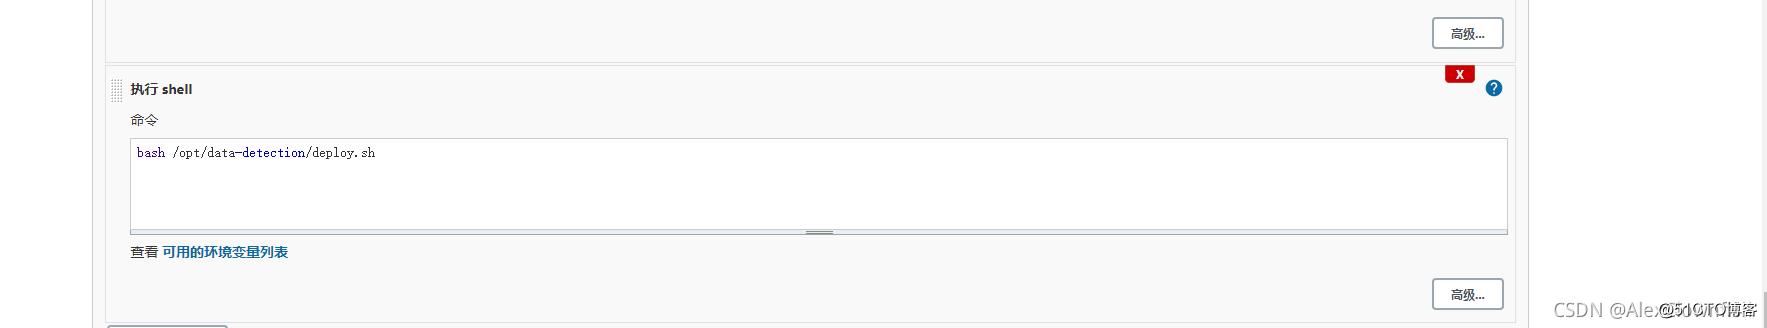 高级...
执行 shell
X
?
命令
bash /opt/data-detection/deploy.sh
查看 可用的环境变量列表
高级...
CSDN @Alex
@51CTO博客